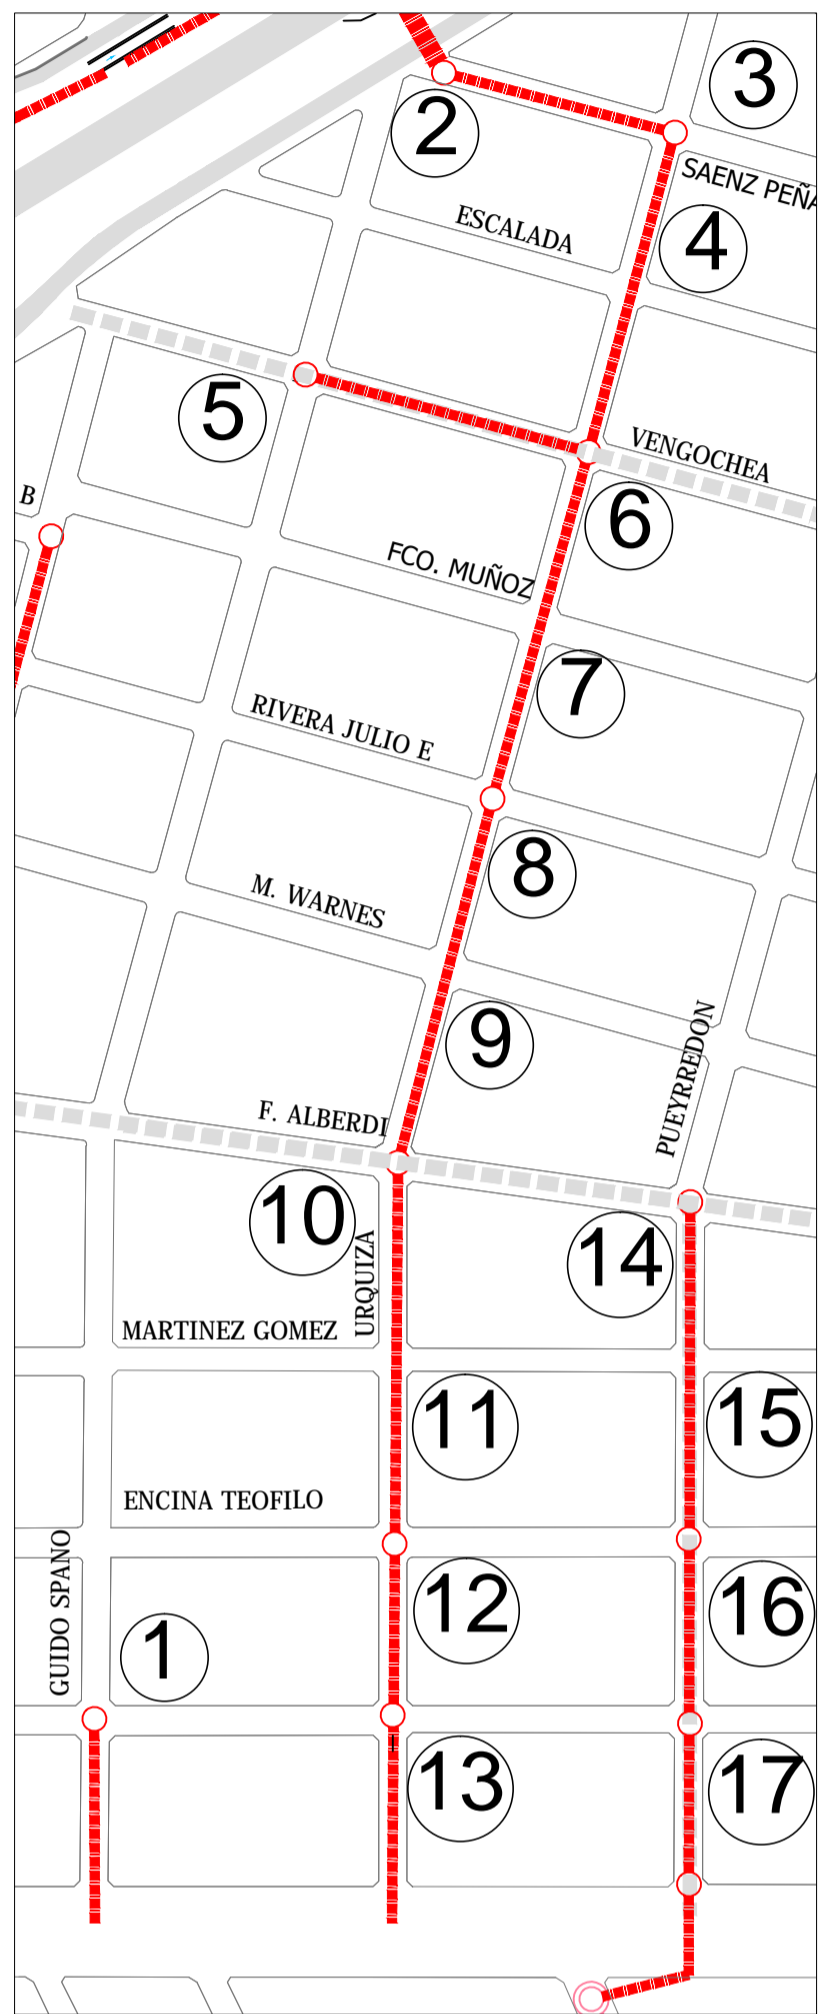 3
2
SAENZ PEÑA
4
ESCALADA
5
VENGOCHEA
B
6
FCO. MUÑOZ
7
RIVERA JULIO E
8
M. WARNES
9
PUEYRREDON
F. ALBERDI
10
14
URQUIZA
MARTINEZ GOMEZ
11
15
ENCINA TEOFILO
GUIDO SPANO
12
16
1
13
17